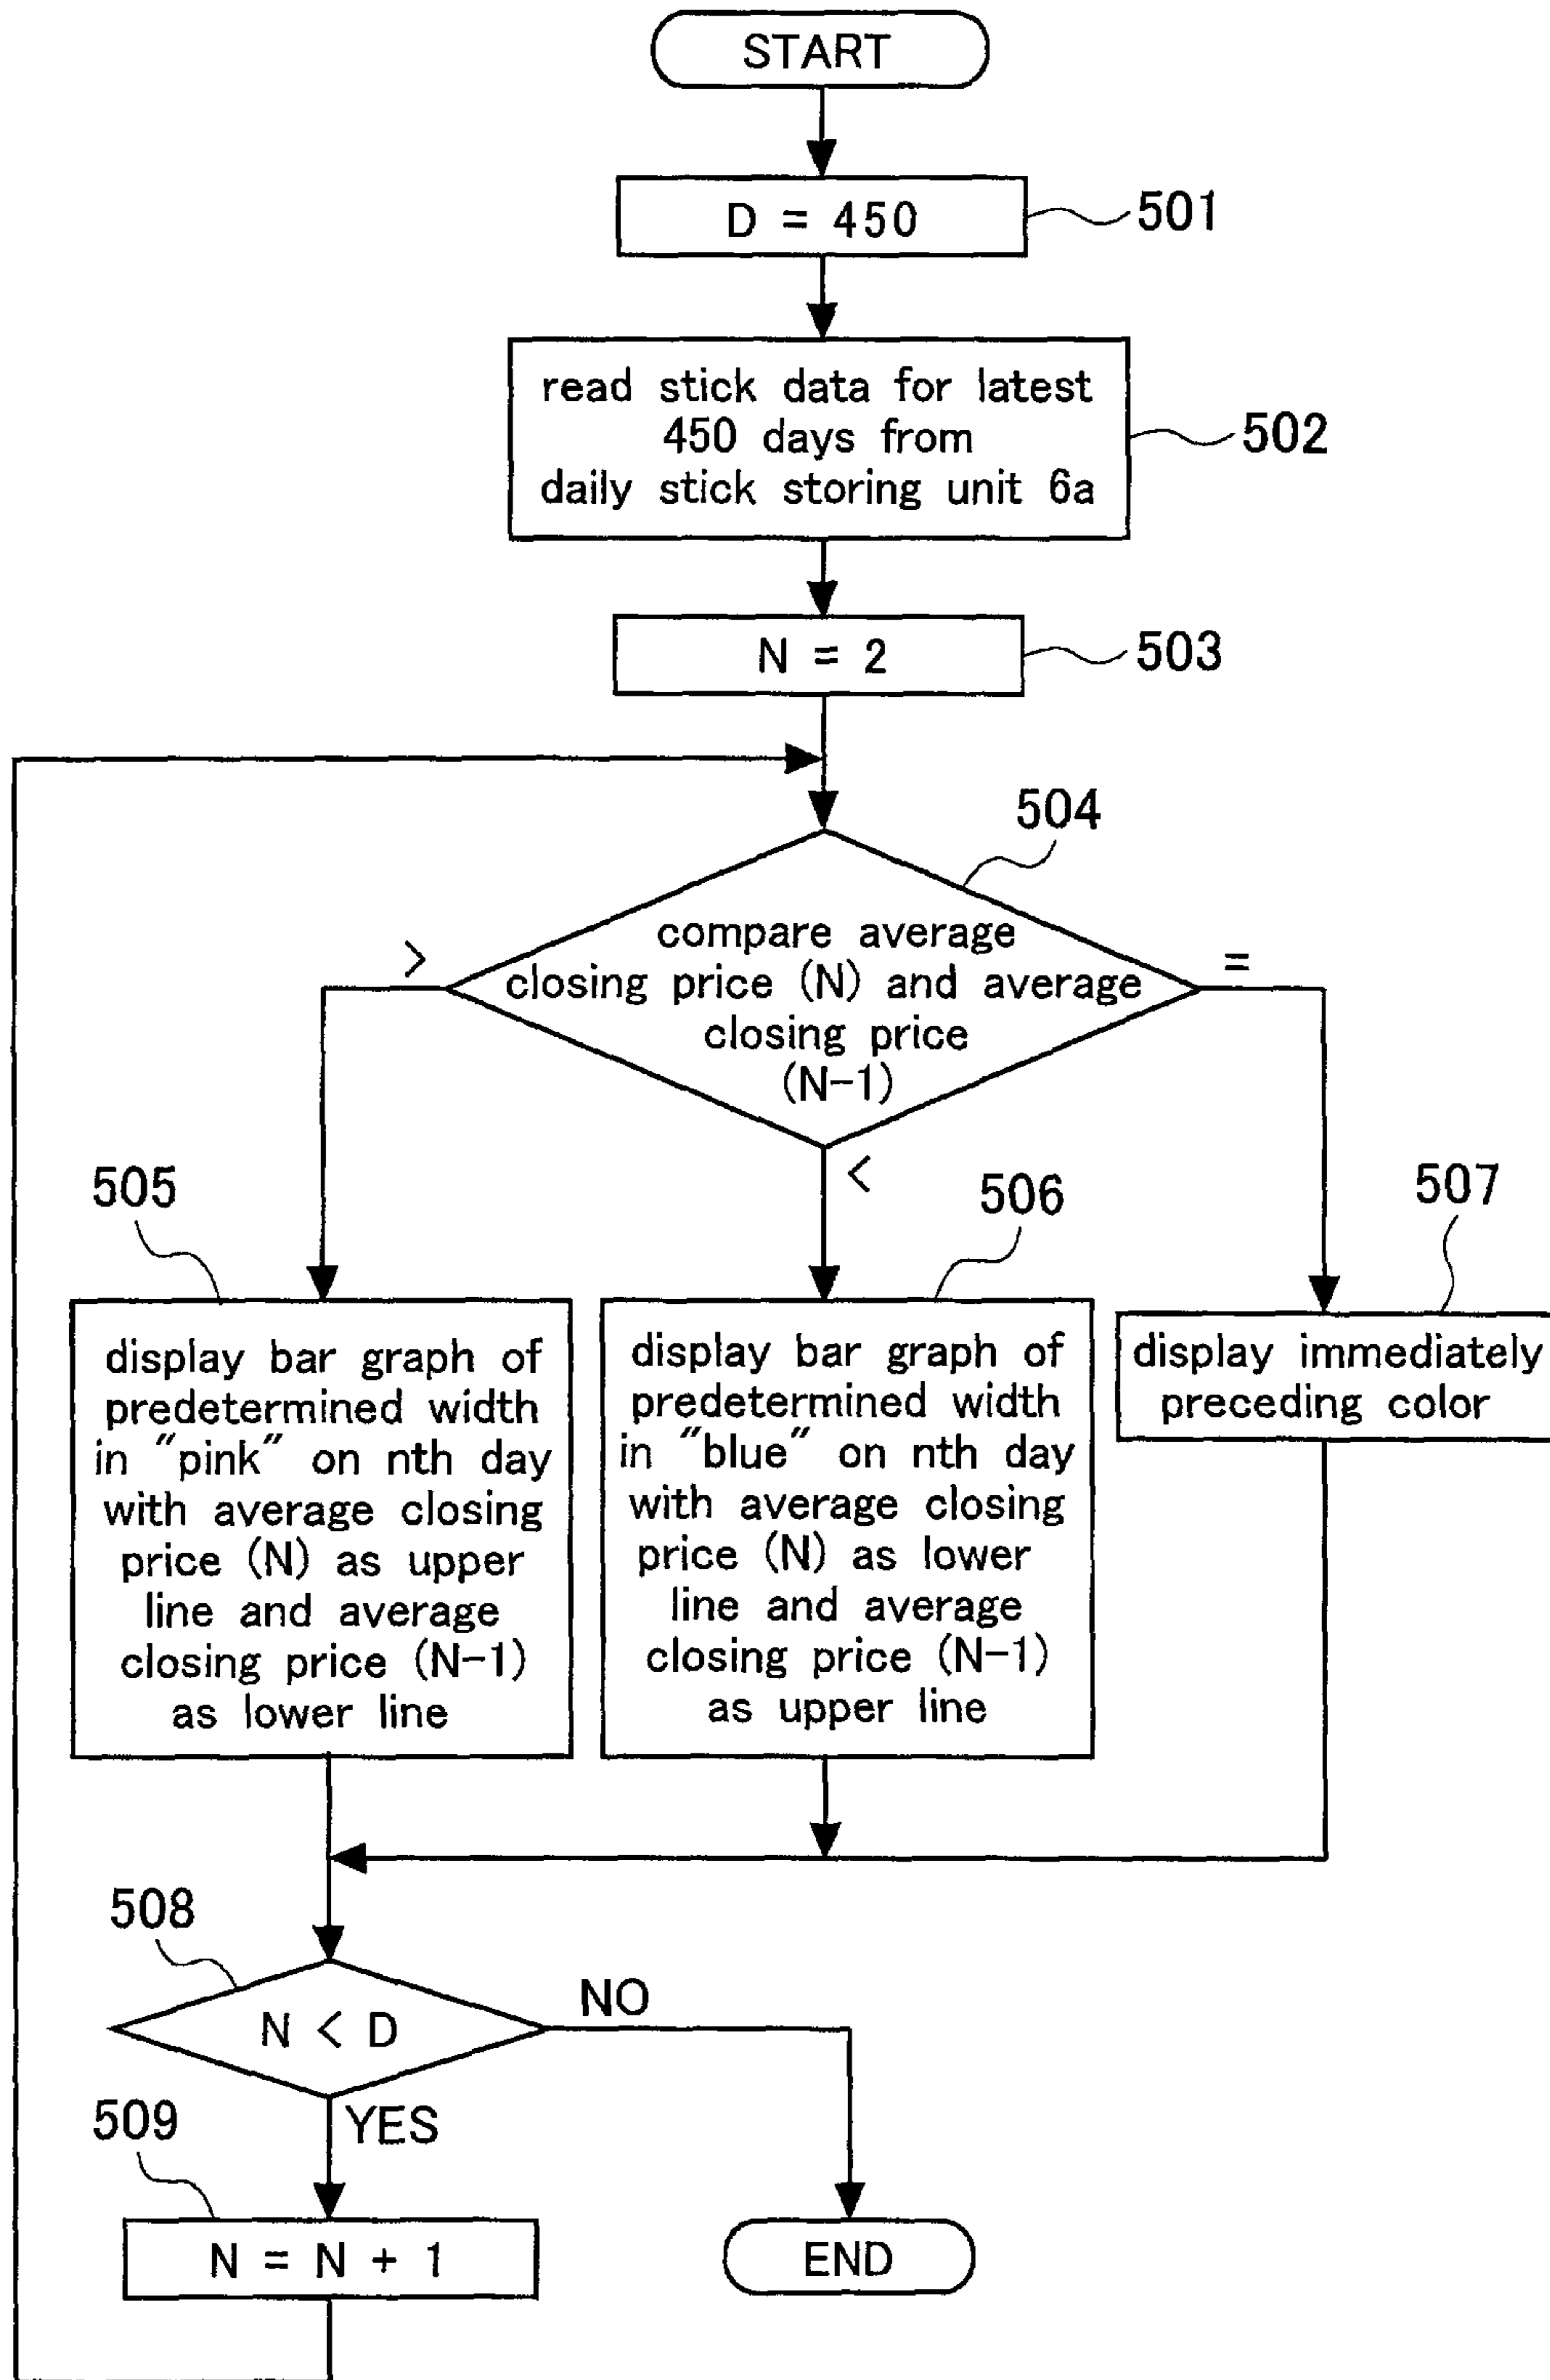 START
D = 450
501
read stick data for latest
450 days from
daily stick storing unit 6a
502
N = 2
503
504
compare average
closing price (N) and average
closing price
(N-1)
>
=
<
505
506
507
display bar graph of
predetermined width
in "pink" on nth day
with average closing
price (N) as upper
line and average
closing price (N-1)
as lower line
display bar graph of
predetermined width
in "blue" on nth day
with average closing
price (N) as lower
line and average
closing price (N-1)
as upper line
display immediately
preceding color
508
N < D
NO
YES
509
N = N + 1
END